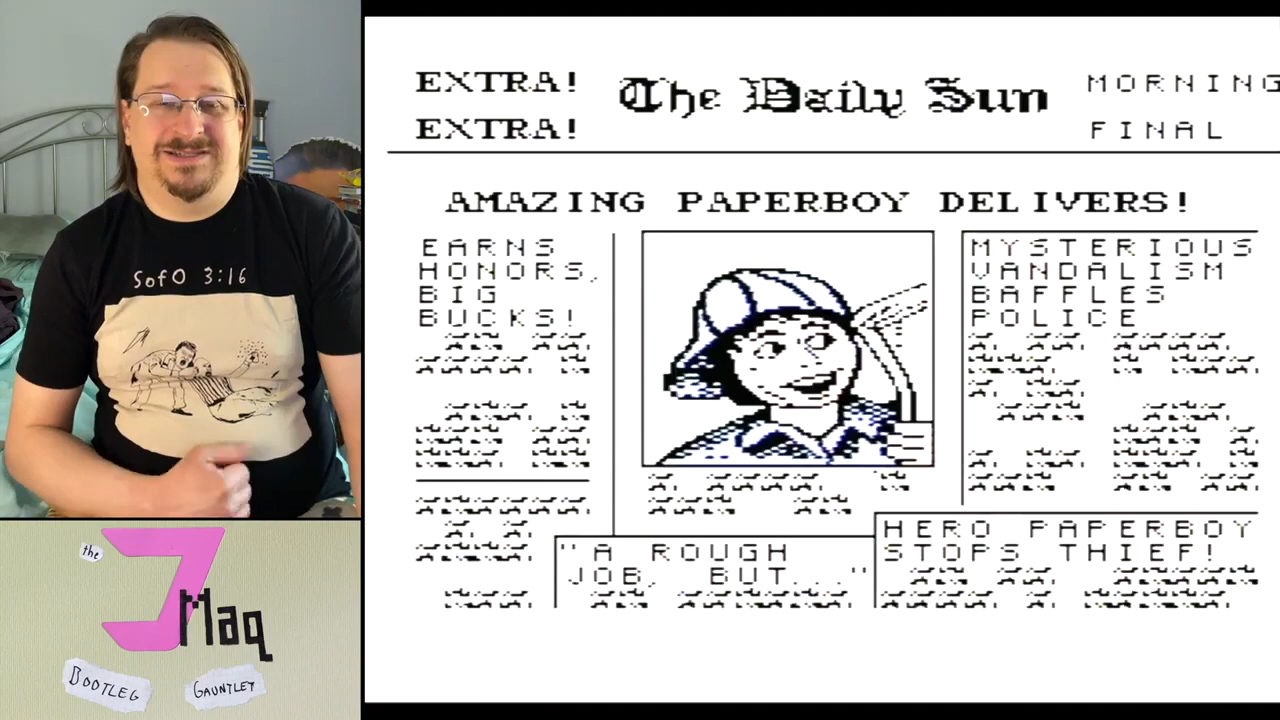 EXTRA!
EXTRA!
The Daily Sun
MORNING
FINAL
AMAZING PAPERBOY DELIVERS!
EARNS
HONORS,
BIG
BUCKS!
MYSTERIOUS
VANDALISM
BAFFLES
POLICE
"A ROUGH
JOB, BUT..."
HERO PAPERBOY
STOPS THIEF!
SofO 3:16
the
J
Maq
BOOTLEG
GAUNTLET